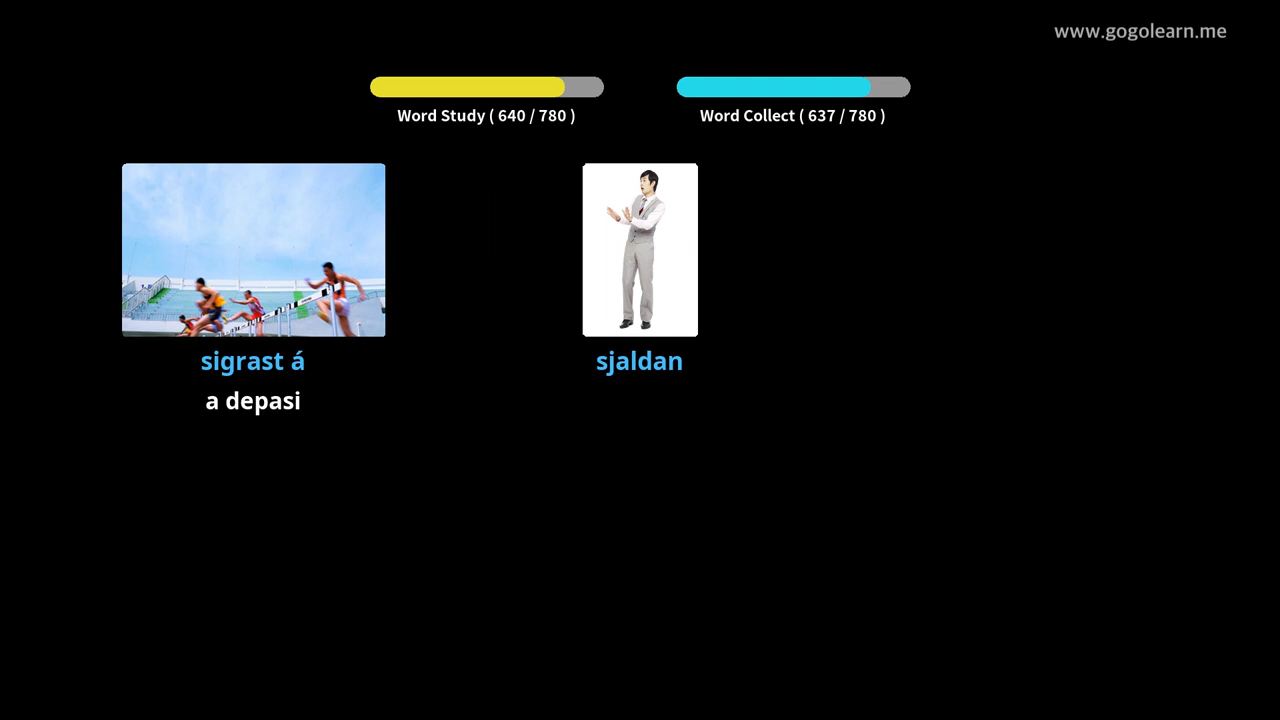 www.gogolearn.me
Word Study ( 640 / 780 )
Word Collect ( 637 / 780 )
sigrast á
a depasi
sjaldan